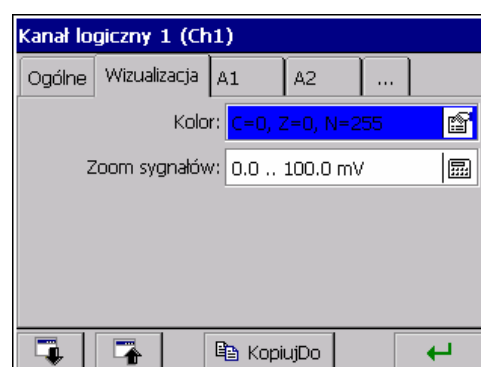 Kanał logiczny 1 (Ch1)
Ogólne Wizualizacja A1 A2 ...
Kolor: C=0, Z=0, N=255
Zoom sygnałów: 0.0 .. 100.0 mV
KopiujDo